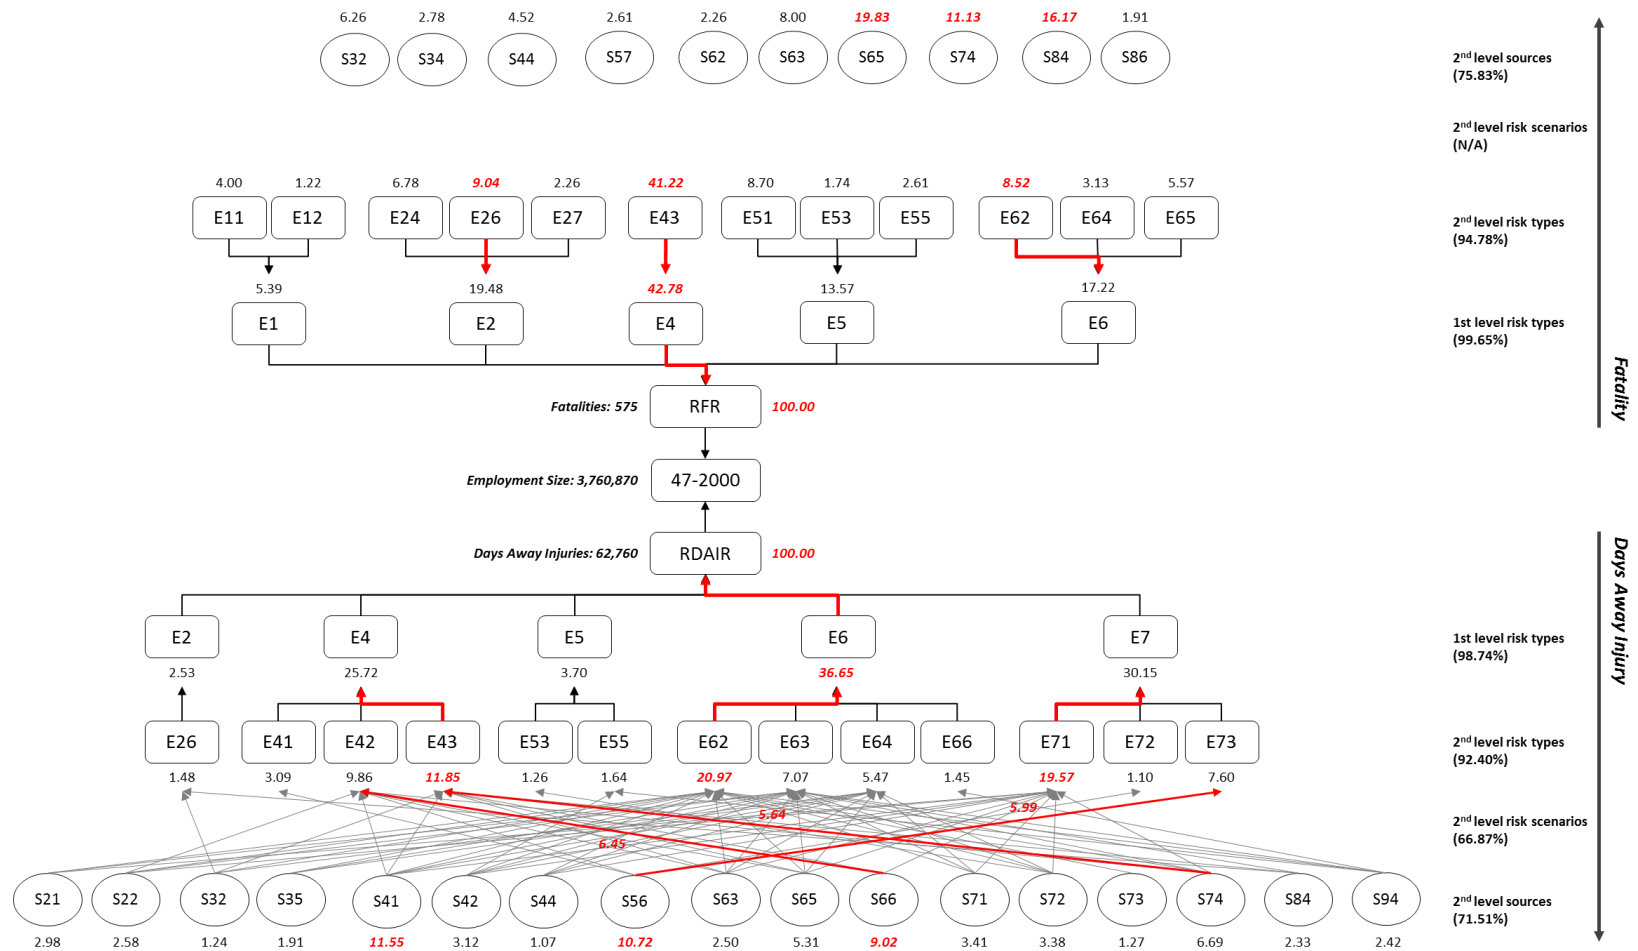 6.26 2.78 4.52 2.61 2.26 8.00 19.83 11.13 16.17 1.91
S32 S34 S44 S57 S62 S63 S65 S74 S84 S86
2nd level sources
(75.83%)
2nd level risk scenarios
(N/A)
4.00 1.22 6.78 9.04 2.26 41.22 8.70 1.74 2.61 8.52 3.13 5.57
E11 E12 E24 E26 E27 E43 E51 E53 E55 E62 E64 E65
2nd level risk types
(94.78%)
5.39 19.48 42.78 13.57 17.22
E1 E2 E4 E5 E6
1st level risk types
(99.65%)
Fatality
Fatalities: 575 RFR 100.00
Employment Size: 3,760,870 47-2000
Days Away Injuries: 62,760 RDAIR 100.00
Days Away Injury
E2 E4 E5 E6 E7
1st level risk types
(98.74%)
2.53 25.72 3.70 36.65 30.15
E26 E41 E42 E43 E53 E55 E62 E63 E64 E66 E71 E72 E73
2nd level risk types
(92.40%)
1.48 3.09 9.86 11.85 1.26 1.64 20.97 7.07 5.47 1.45 19.57 1.10 7.60
5.99
5.64
6.45
2nd level risk scenarios
(66.87%)
S21 S22 S32 S35 S41 S42 S44 S56 S63 S65 S66 S71 S72 S73 S74 S84 S94
2nd level sources
(71.51%)
2.98 2.58 1.24 1.91 11.55 3.12 1.07 10.72 2.50 5.31 9.02 3.41 3.38 1.27 6.69 2.33 2.42